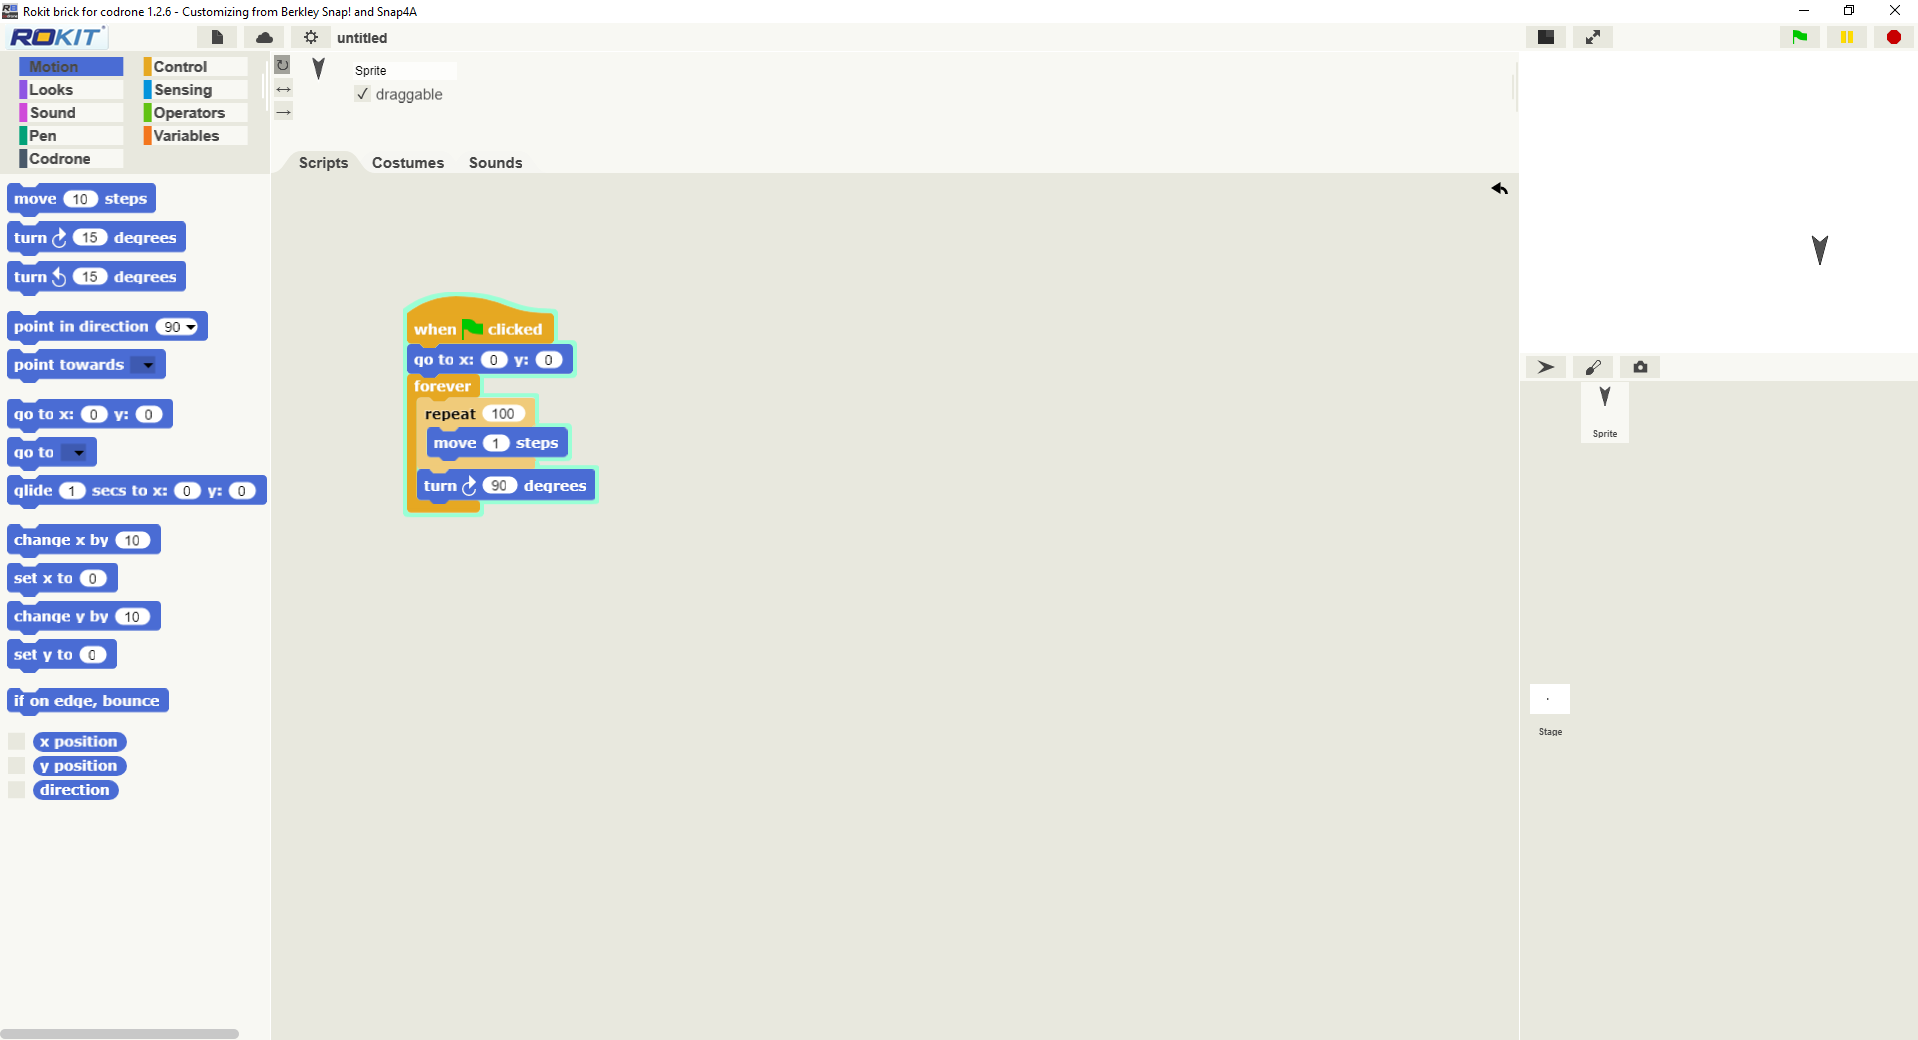 Rokit brick for codrone 1.2.6 - Customizing from Berkley Snap! and Snap4A
ROKIT
untitled
Motion
Control
Looks
Sensing
Sound
Operators
Pen
Variables
Codrone
Sprite
draggable
Scripts
Costumes
Sounds
move 10 steps
turn 15 degrees
turn 15 degrees
point in direction 90
point towards
go to x: 0 y: 0
go to
glide 1 secs to x: 0 y: 0
change x by 10
set x to 0
change y by 10
set y to 0
if on edge, bounce
x position
y position
direction
when clicked
go to x: 0 y: 0
forever
repeat 100
move 1 steps
turn 90 degrees
Sprite
Stage